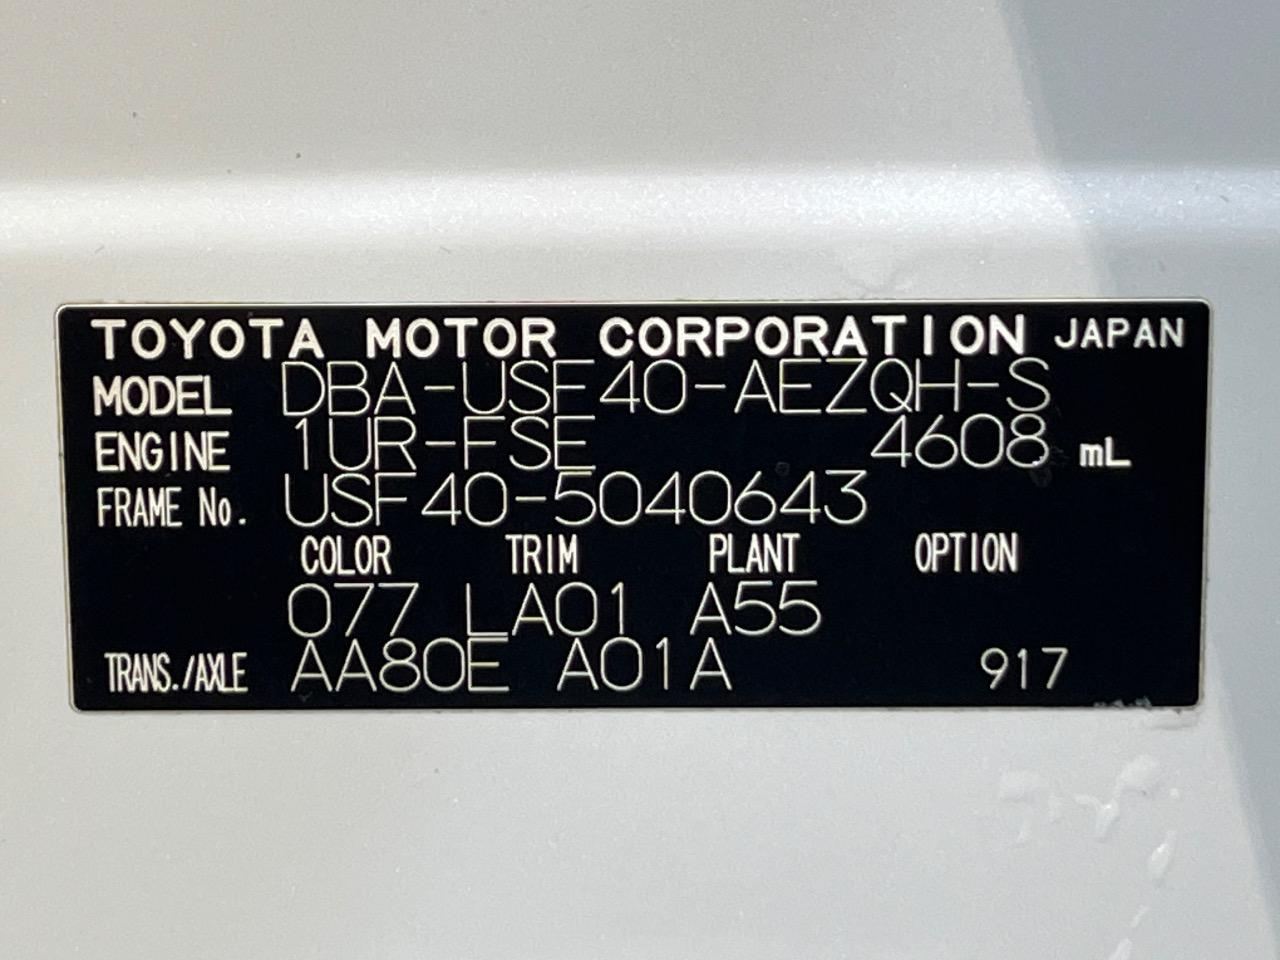 TOYOTA MOTOR CORPORATION JAPAN
MODEL DBA-USF40-AEZQH-S
ENGINE 1UR-FSE 4608 mL
FRAME No. USF40-5040643
COLOR TRIM PLANT OPTION
077 LA01 A55
TRANS./AXLE AA80E A01A 917